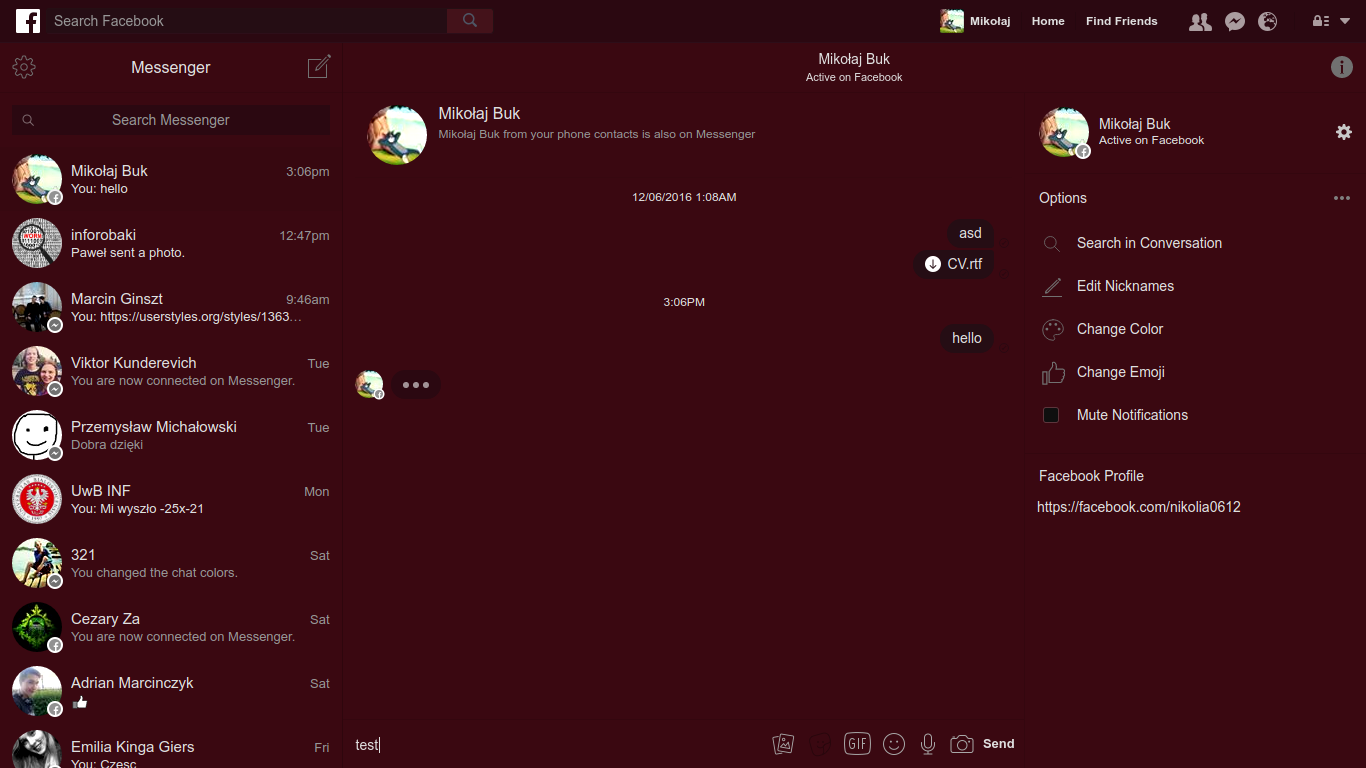 Search Facebook
Mikołaj
Home
Find Friends
Messenger
Search Messenger
Mikołaj Buk
3:06pm
You: hello
inforobaki
12:47pm
Paweł sent a photo.
Marcin Ginszt
9:46am
You: https://userstyles.org/styles/1363…
Viktor Kunderevich
Tue
You are now connected on Messenger.
Przemysław Michałowski
Tue
Dobra dzięki
UwB INF
Mon
You: Mi wyszło -25x-21
321
Sat
You changed the chat colors.
Cezary Za
Sat
You are now connected on Messenger.
Adrian Marcinczyk
Sat
Emilia Kinga Giers
Fri
You: Czesc
Mikołaj Buk
Active on Facebook
Mikołaj Buk
Mikołaj Buk from your phone contacts is also on Messenger
12/06/2016 1:08AM
asd
CV.rtf
3:06PM
hello
test
GIF
Send
Mikołaj Buk
Active on Facebook
Options
Search in Conversation
Edit Nicknames
Change Color
Change Emoji
Mute Notifications
Facebook Profile
https://facebook.com/nikolia0612